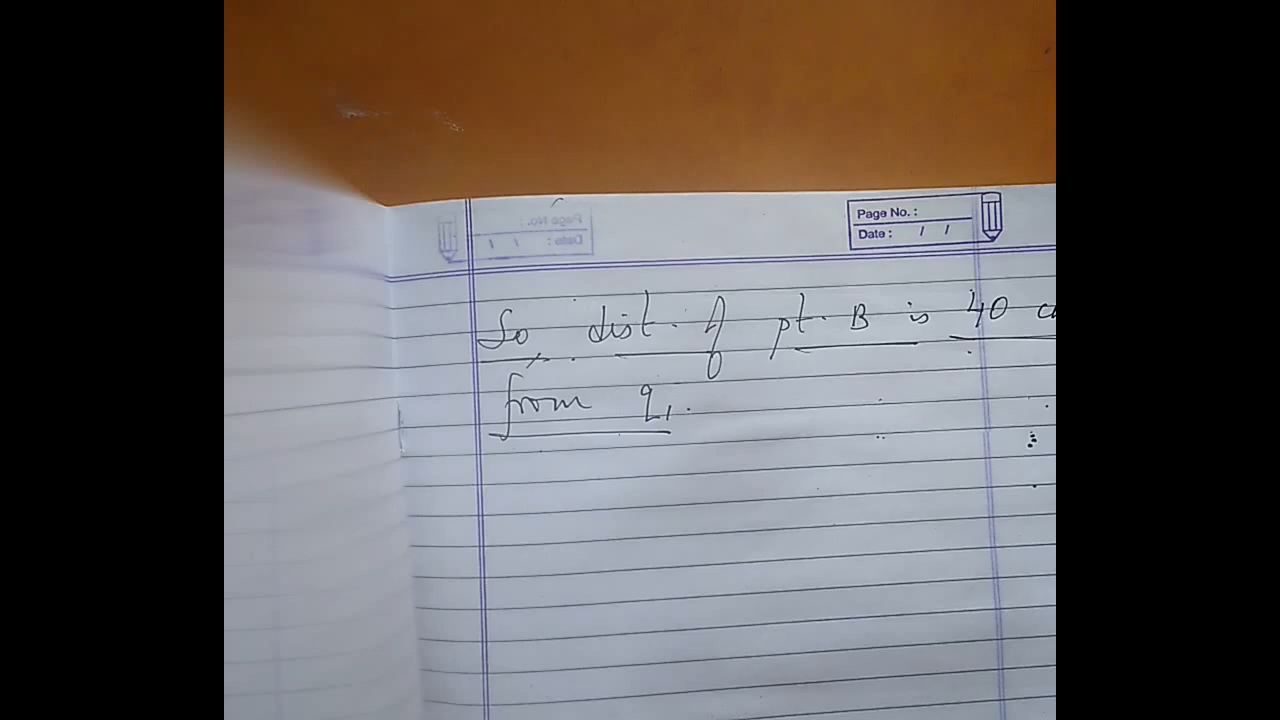 Page No. :
Date : / /
So dist. of pt. B is 40
from q₁.